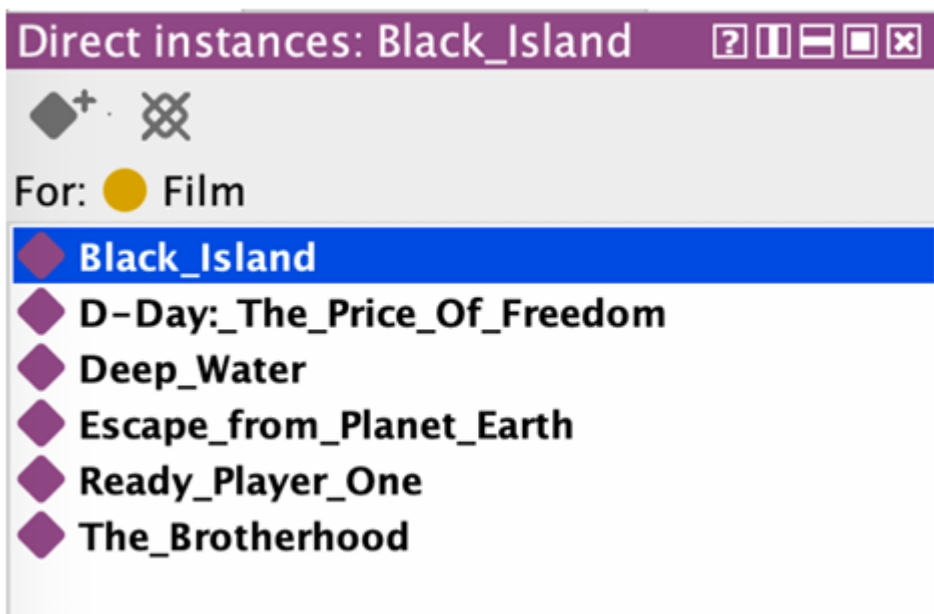 Direct instances: Black_Island
For: Film
Black_Island
D-Day:_The_Price_Of_Freedom
Deep_Water
Escape_from_Planet_Earth
Ready_Player_One
The_Brotherhood